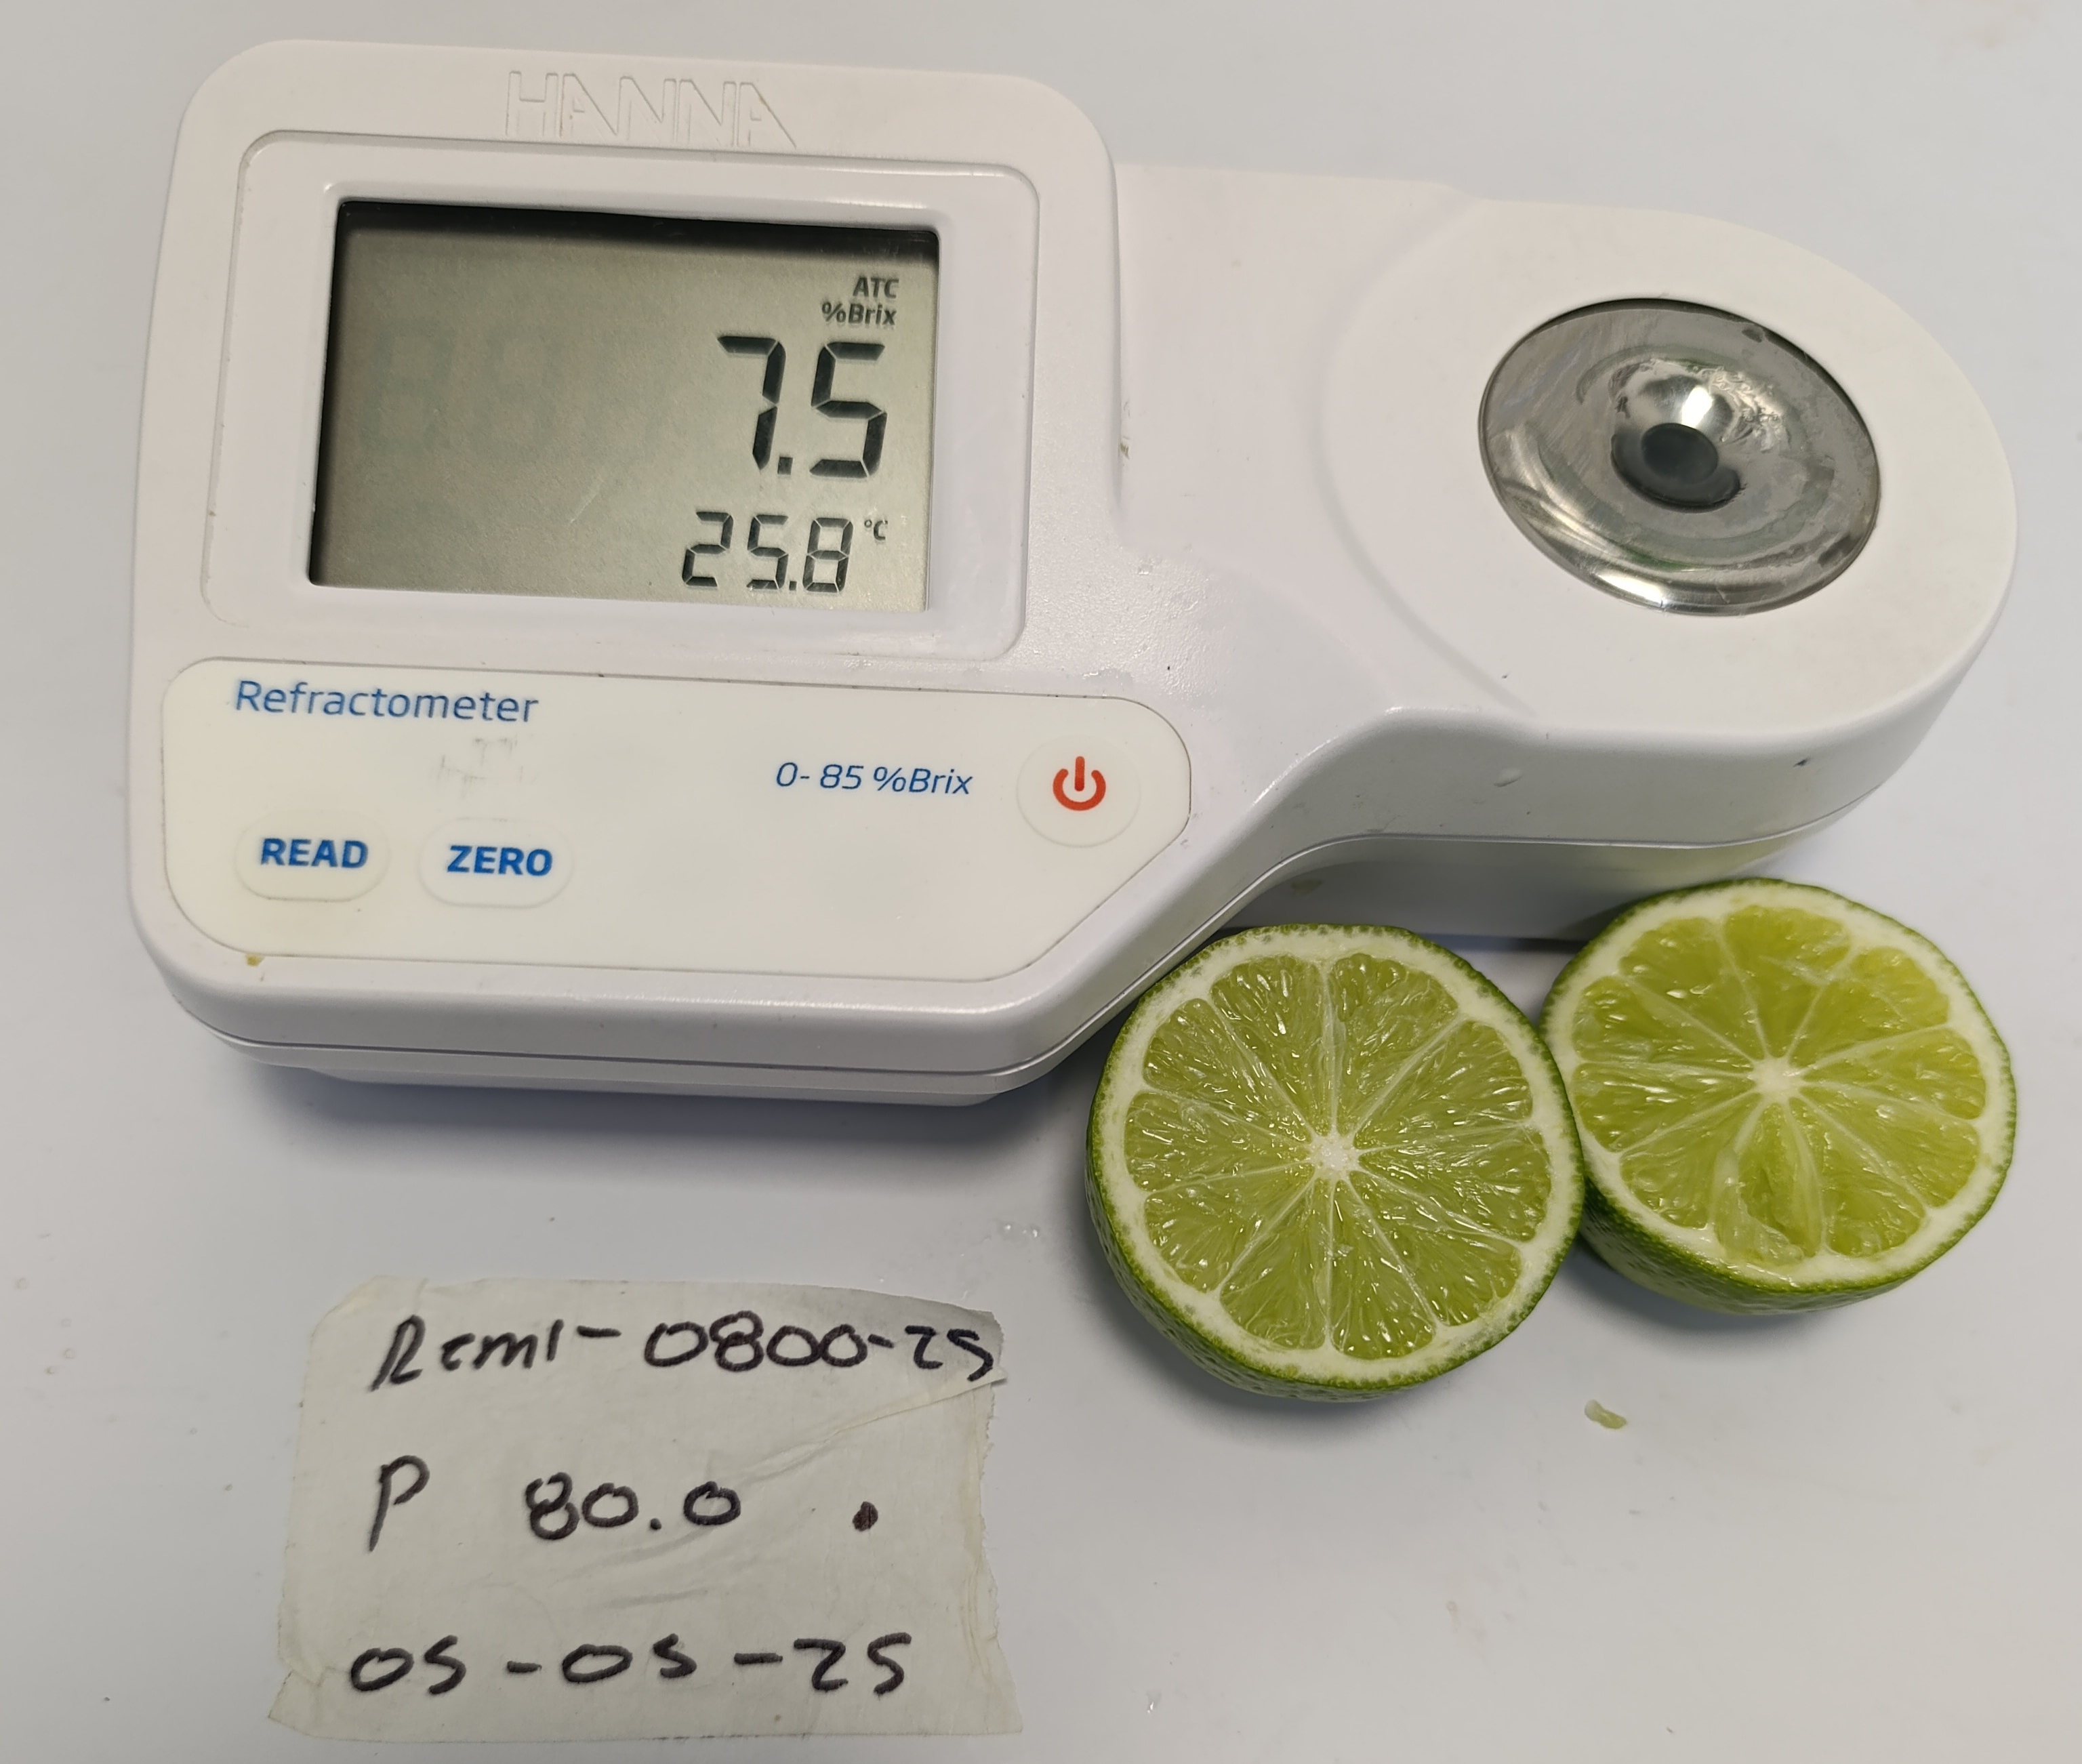 HANNA
ATC
%Brix
7.5
25.8 °C
Refractometer
0-85 %Brix
READ ZERO
Rcml-0800-25
P 80.0 .
05-05-25